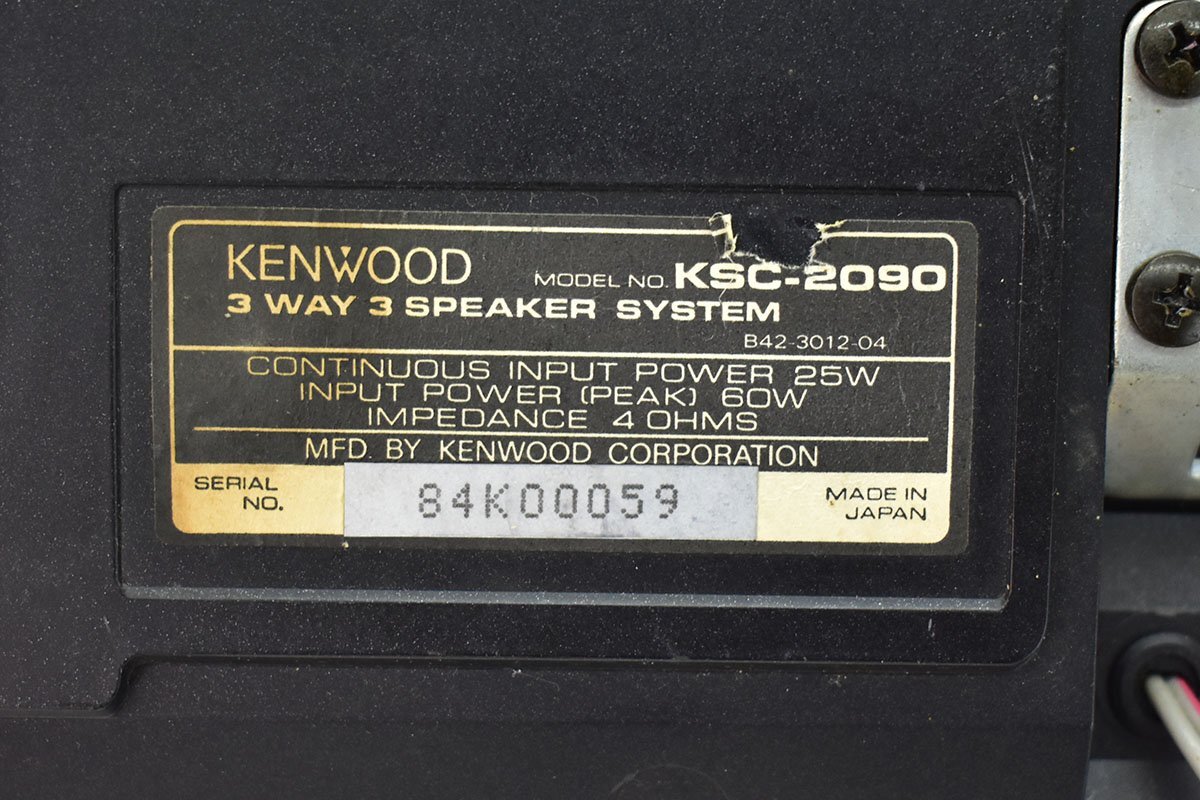 KENWOOD MODEL NO. KSC-2090
3 WAY 3 SPEAKER SYSTEM
B42-3012-04
CONTINUOUS INPUT POWER 25W
INPUT POWER (PEAK) 60W
IMPEDANCE 4 OHMS
MFD. BY KENWOOD CORPORATION
SERIAL NO. 84K00059 MADE IN JAPAN